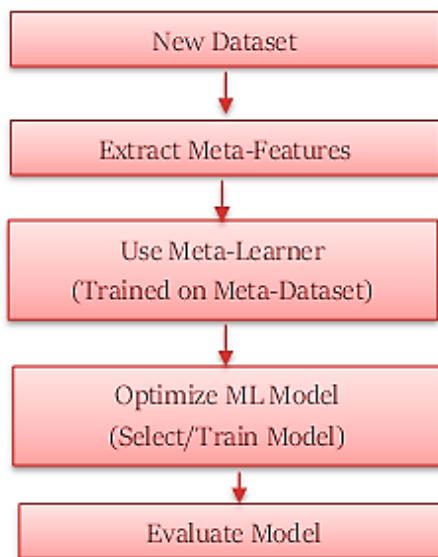 New Dataset
Extract Meta-Features
Use Meta-Learner
(Trained on Meta-Dataset)
Optimize ML Model
(Select/Train Model)
Evaluate Model